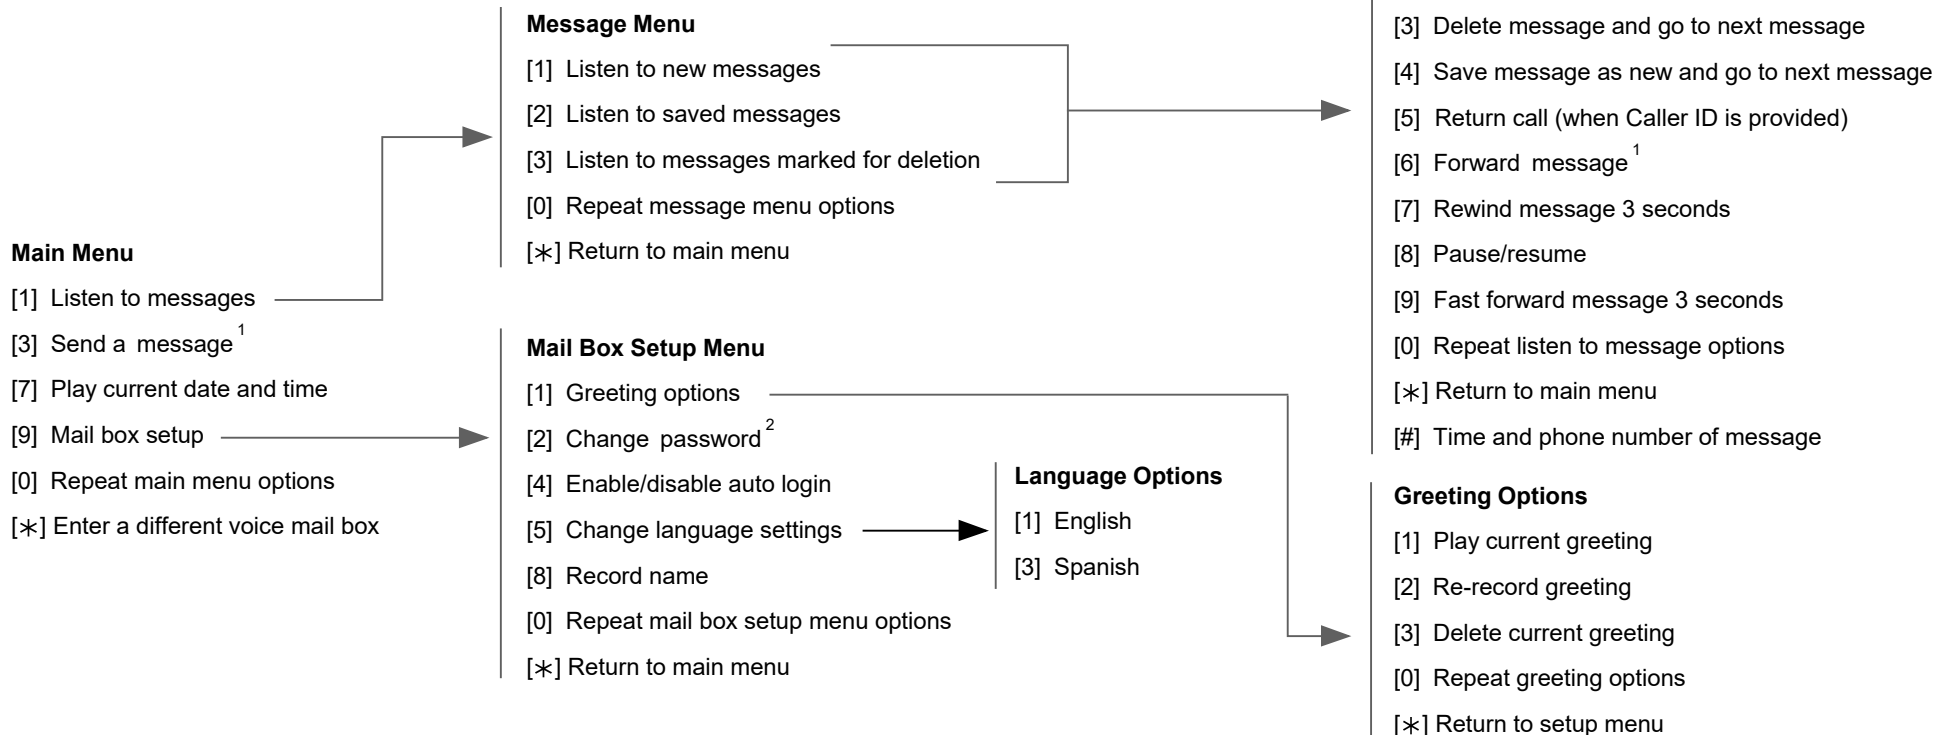 Main Menu
[1] Listen to messages
[3] Send a message 1
[7] Play current date and time
[9] Mail box setup
[0] Repeat main menu options
[*] Enter a different voice mail box
Message Menu
[1] Listen to new messages
[2] Listen to saved messages
[3] Listen to messages marked for deletion
[0] Repeat message menu options
[*] Return to main menu
Mail Box Setup Menu
[1] Greeting options
[2] Change password 2
[4] Enable/disable auto login
[5] Change language settings
[8] Record name
[0] Repeat mail box setup menu options
[*] Return to main menu
Language Options
[1] English
[3] Spanish
[3] Delete message and go to next message
[4] Save message as new and go to next message
[5] Return call (when Caller ID is provided)
[6] Forward message 1
[7] Rewind message 3 seconds
[8] Pause/resume
[9] Fast forward message 3 seconds
[0] Repeat listen to message options
[*] Return to main menu
[#] Time and phone number of message
Greeting Options
[1] Play current greeting
[2] Re-record greeting
[3] Delete current greeting
[0] Repeat greeting options
[*] Return to setup menu